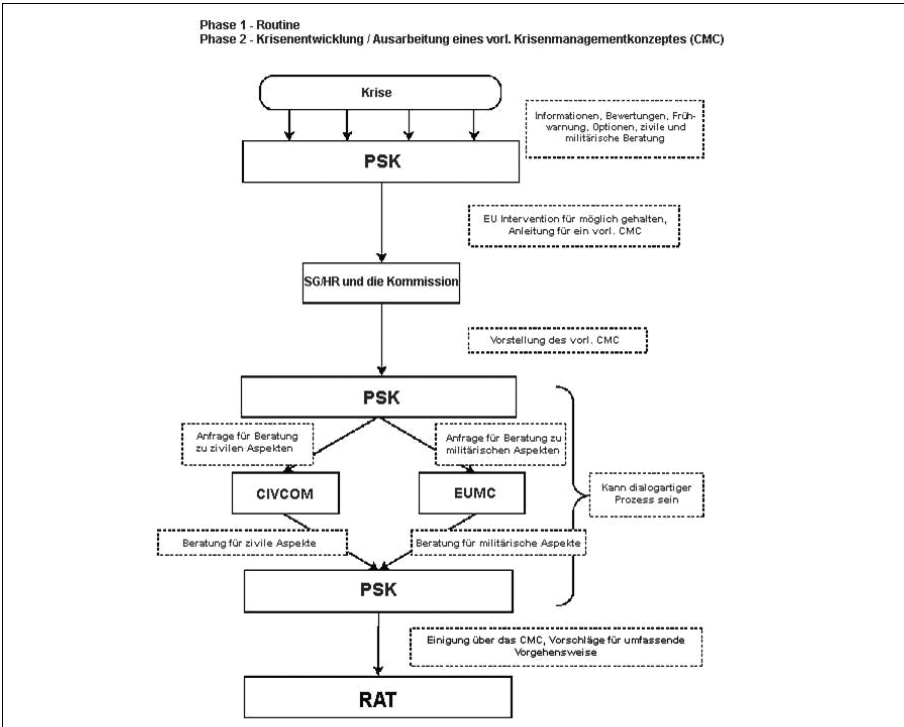 Phase 1 - Routine
Phase 2 - Krisenentwicklung / Ausarbeitung eines vorl. Krisenmanagementkonzeptes (CMC)
Krise
Informationen, Bewertungen, Früh-
warnung, Optionen, zivile und
militärische Beratung
PSK
EU Intervention für möglich gehalten,
Anleitung für ein vorl. CMC
SG/HR und die Kommission
Vorstellung des vorl. CMC
PSK
Anfrage für Beratung
zu zivilen Aspekten
Anfrage für Beratung zu
militärischen Aspekten
CIVCOM
EUMC
Kann dialogartiger
Prozess sein
Beratung für zivile Aspekte
Beratung für militärische Aspekte
PSK
Einigung über das CMC, Vorschläge für umfassende
Vorgehensweise
RAT